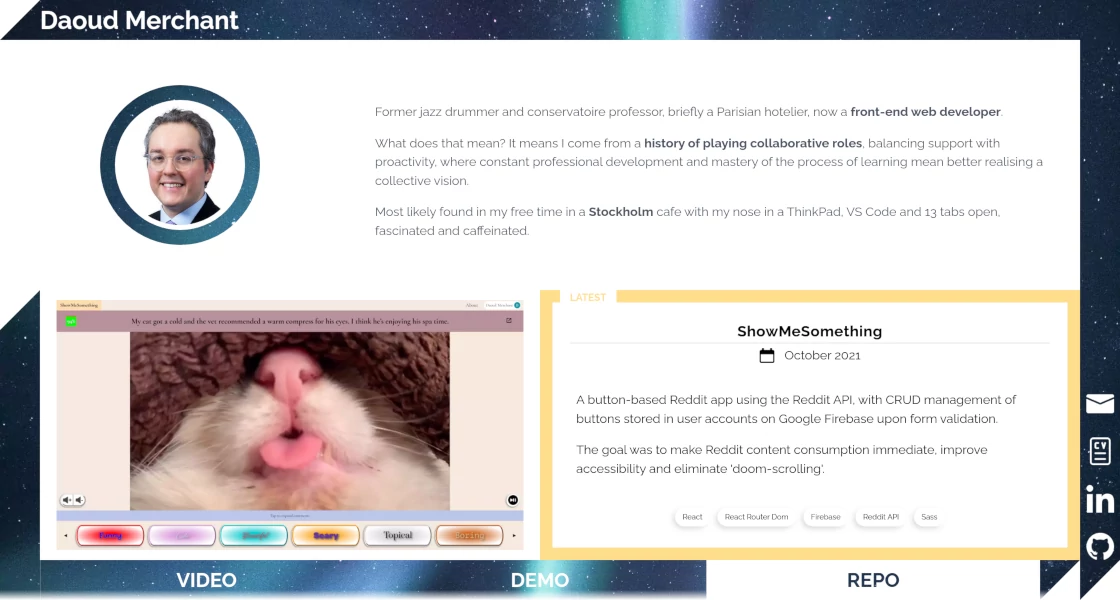 Daoud Merchant
Former jazz drummer and conservatoire professor, briefly a Parisian hotelier, now a front-end web developer.
What does that mean? It means I come from a history of playing collaborative roles, balancing support with
proactivity, where constant professional development and mastery of the process of learning mean better realising a
collective vision.
Most likely found in my free time in a Stockholm cafe with my nose in a ThinkPad, VS Code and 13 tabs open,
fascinated and caffeinated.
ShowMeSomething
About
Daoud Merchant
My cat got a cold and the vet recommended a warm compress for his eyes, I think he's enjoying his spa time.
Scary
Topical
LATEST
ShowMeSomething
October 2021
A button-based Reddit app using the Reddit API, with CRUD management of
buttons stored in user accounts on Google Firebase upon form validation.
The goal was to make Reddit content consumption immediate, improve
accessibility and eliminate 'doom-scrolling'.
React
React Router Dom
Firebase
Reddit API
Sass
CV
in
VIDEO
DEMO
REPO